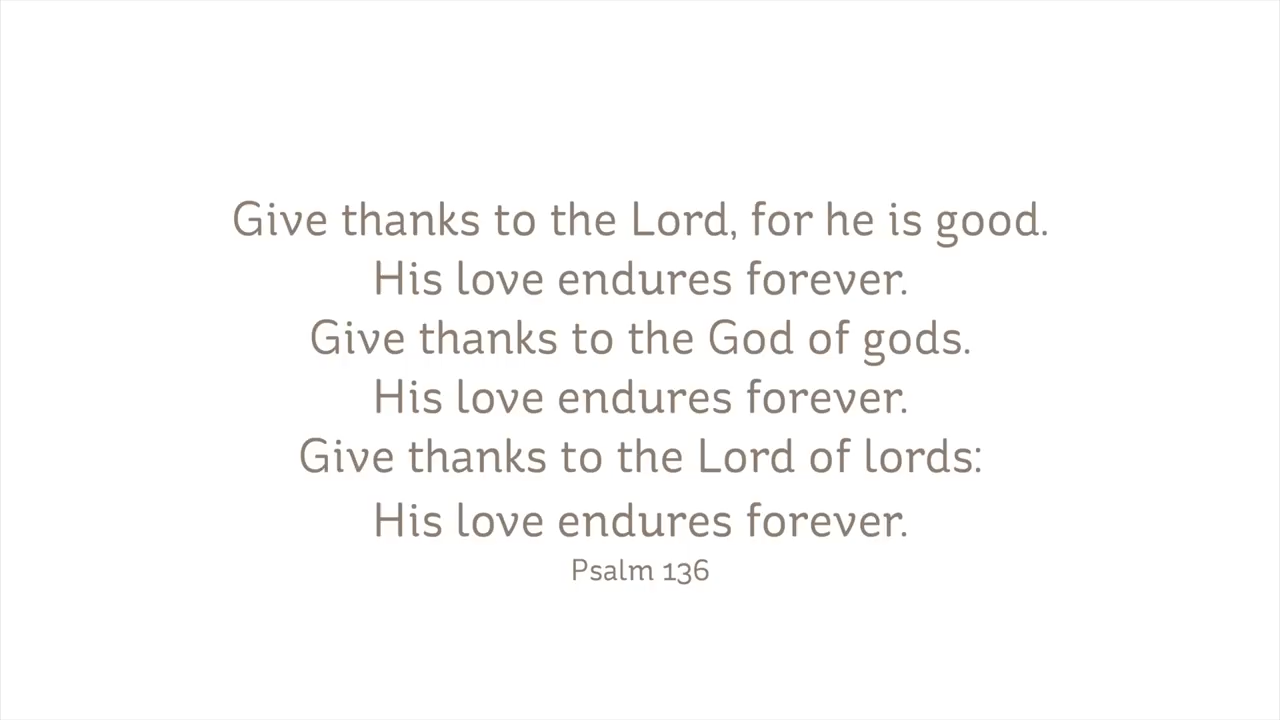 Give thanks to the Lord, for he is good.
His love endures forever.
Give thanks to the God of gods.
His love endures forever.
Give thanks to the Lord of lords:
His love endures forever.
Psalm 136